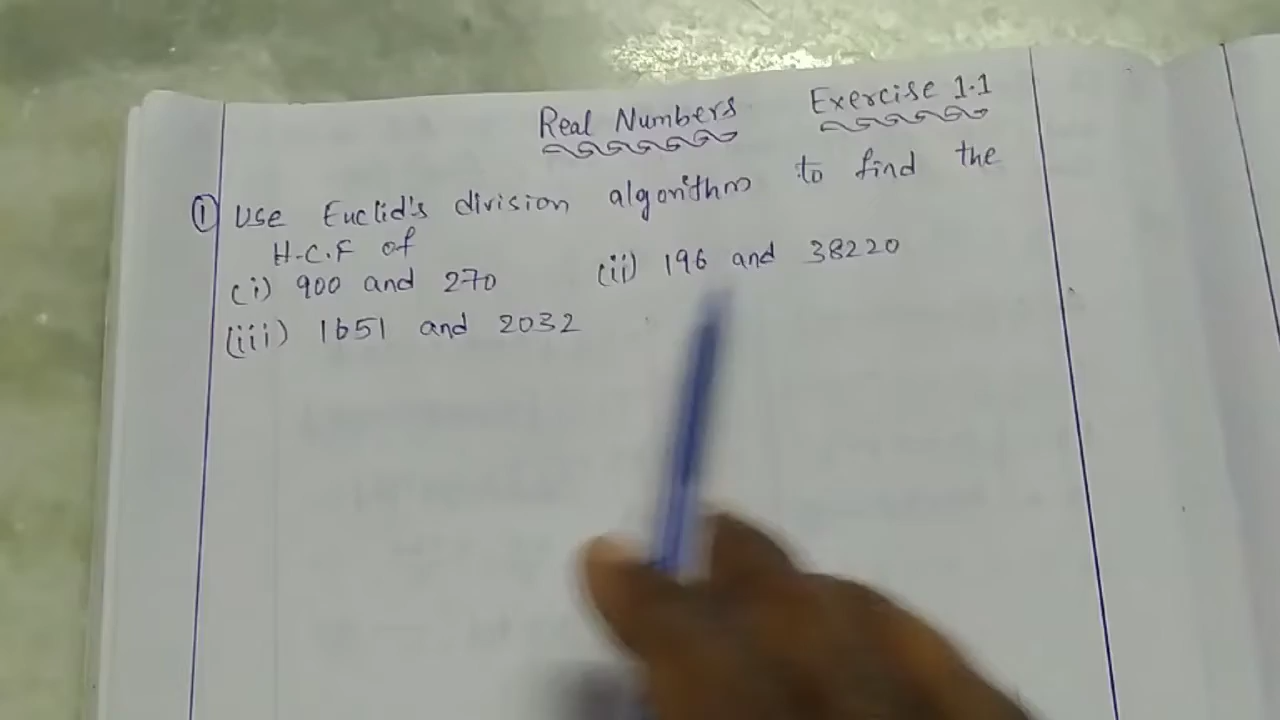 Real Numbers Exercise 1.1
① Use Euclid's division algorithm to find the
H.C.F of
(i) 900 and 270 (ii) 196 and 38220
(iii) 1651 and 2032